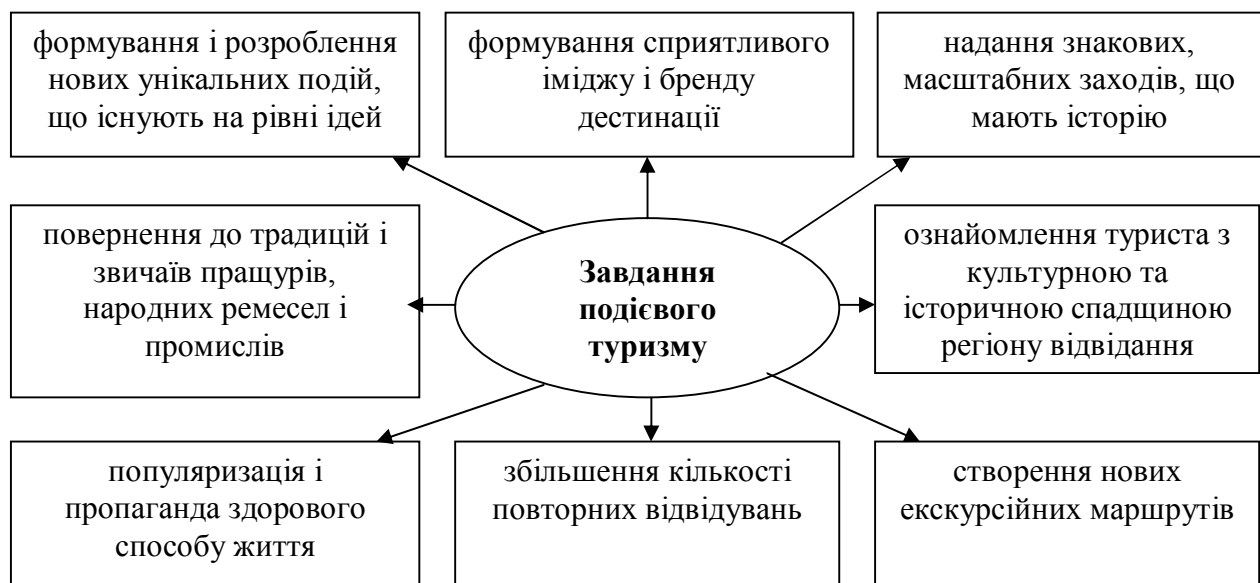 формування і розроблення
нових унікальних подій,
що існують на рівні ідей
формування сприятливого
іміджу і бренду
дестинації
надання знакових,
масштабних заходів, що
мають історію
повернення до традицій і
звичаїв пращурів,
народних ремесел і
промислів
Завдання
подієвого
туризму
ознайомлення туриста з
культурною та
історичною спадщиною
регіону відвідання
популяризація і
пропаганда здорового
способу життя
збільшення кількості
повторних відвідувань
створення нових
екскурсійних маршрутів